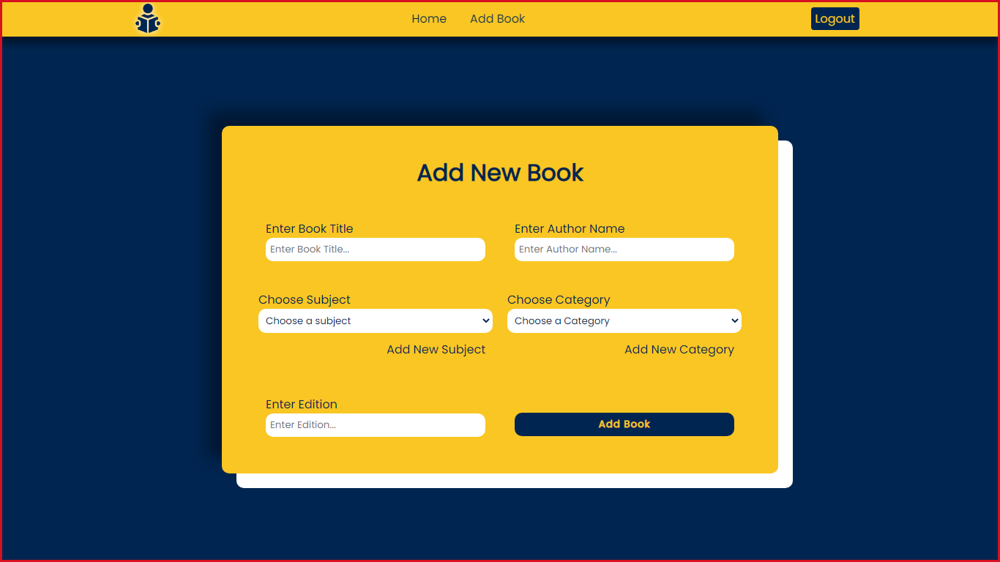 Home Add Book Logout
Add New Book
Enter Book Title Enter Author Name
Enter Book Title... Enter Author Name...
Choose Subject Choose Category
Choose a subject Choose a Category
Add New Subject Add New Category
Enter Edition
Enter Edition... Add Book